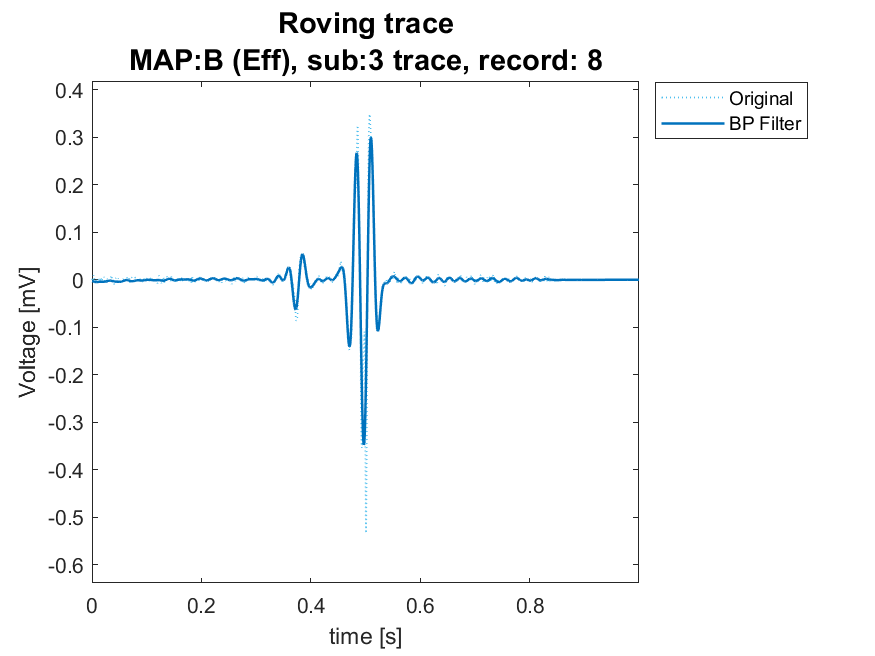 Roving trace
MAP:B (Eff), sub:3 trace, record: 8
Original
BP Filter
Voltage [mV]
0.4
0.3
0.2
0.1
0
-0.1
-0.2
-0.3
-0.4
-0.5
-0.6
0
0.2
0.4
0.6
0.8
time [s]